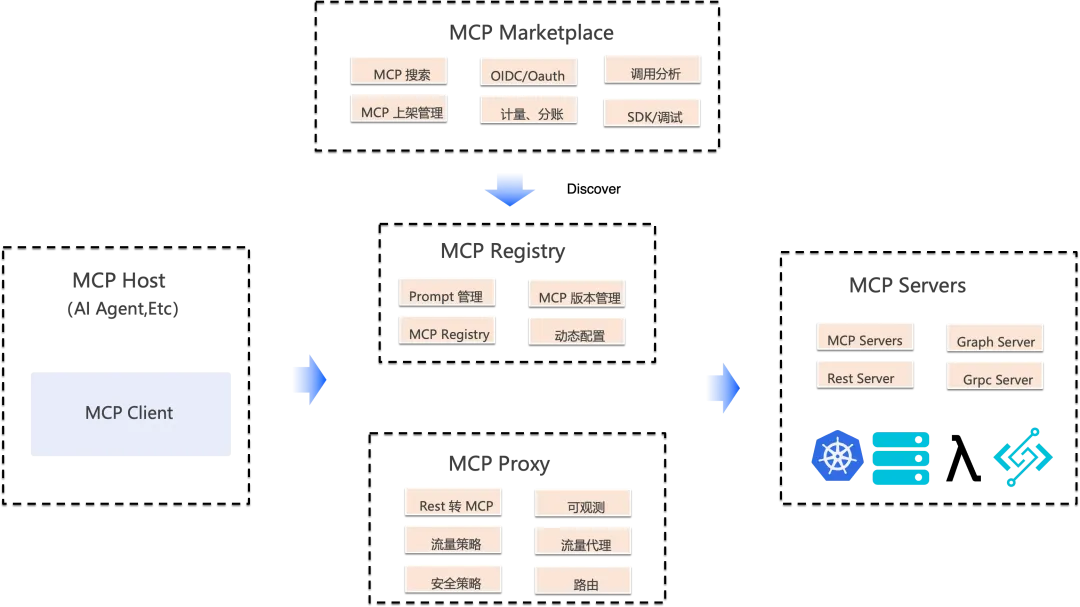 MCP Marketplace
MCP 搜索
OIDC/Oauth
调用分析
MCP 上架管理
计量、分账
SDK/调试
Discover
MCP Host
(AI Agent,Etc)
MCP Client
MCP Registry
Prompt 管理
MCP 版本管理
MCP Registry
动态配置
MCP Proxy
Rest 转 MCP
可观测
流量策略
流量代理
安全策略
路由
MCP Servers
MCP Servers
Graph Server
Rest Server
Grpc Server